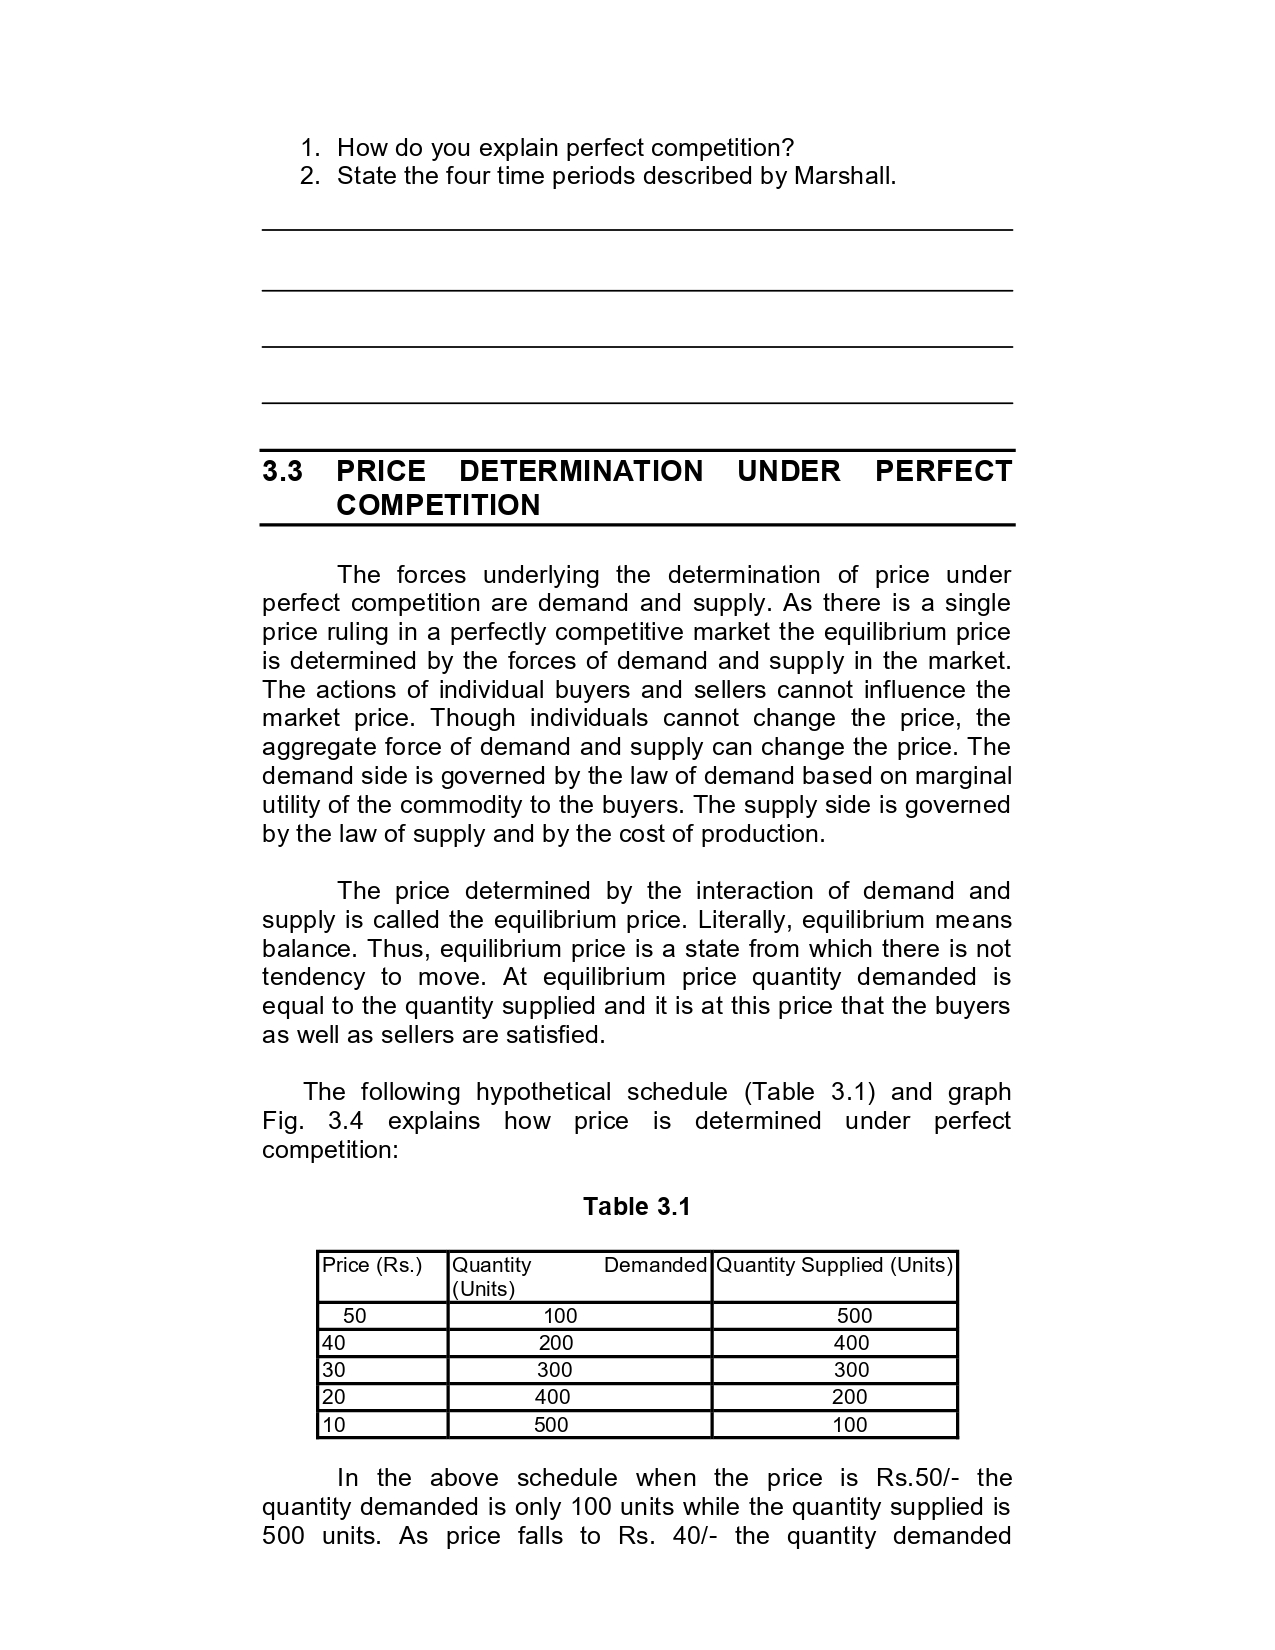 1. How do you explain perfect competition?
2. State the four time periods described by Marshall.
3.3 PRICE DETERMINATION UNDER PERFECT
COMPETITION
The forces underlying the determination of price under
perfect competition are demand and supply. As there is a single
price ruling in a perfectly competitive market the equilibrium price
is determined by the forces of demand and supply in the market.
The actions of individual buyers and sellers cannot influence the
market price. Though individuals cannot change the price, the
aggregate force of demand and supply can change the price. The
demand side is governed by the law of demand based on marginal
utility of the commodity to the buyers. The supply side is governed
by the law of supply and by the cost of production.
The price determined by the interaction of demand and
supply is called the equilibrium price. Literally, equilibrium means
balance. Thus, equilibrium price is a state from which there is not
tendency to move. At equilibrium price quantity demanded is
equal to the quantity supplied and it is at this price that the buyers
as well as sellers are satisfied.
The following hypothetical schedule (Table 3.1) and graph
Fig. 3.4 explains how price is determined under perfect
competition:
Table 3.1
Price (Rs.) Quantity Demanded Quantity Supplied (Units)
(Units)
50 100 500
40 200 400
30 300 300
20 400 200
10 500 100
In the above schedule when the price is Rs.50/- the
quantity demanded is only 100 units while the quantity supplied is
500 units. As price falls to Rs. 40/- the quantity demanded